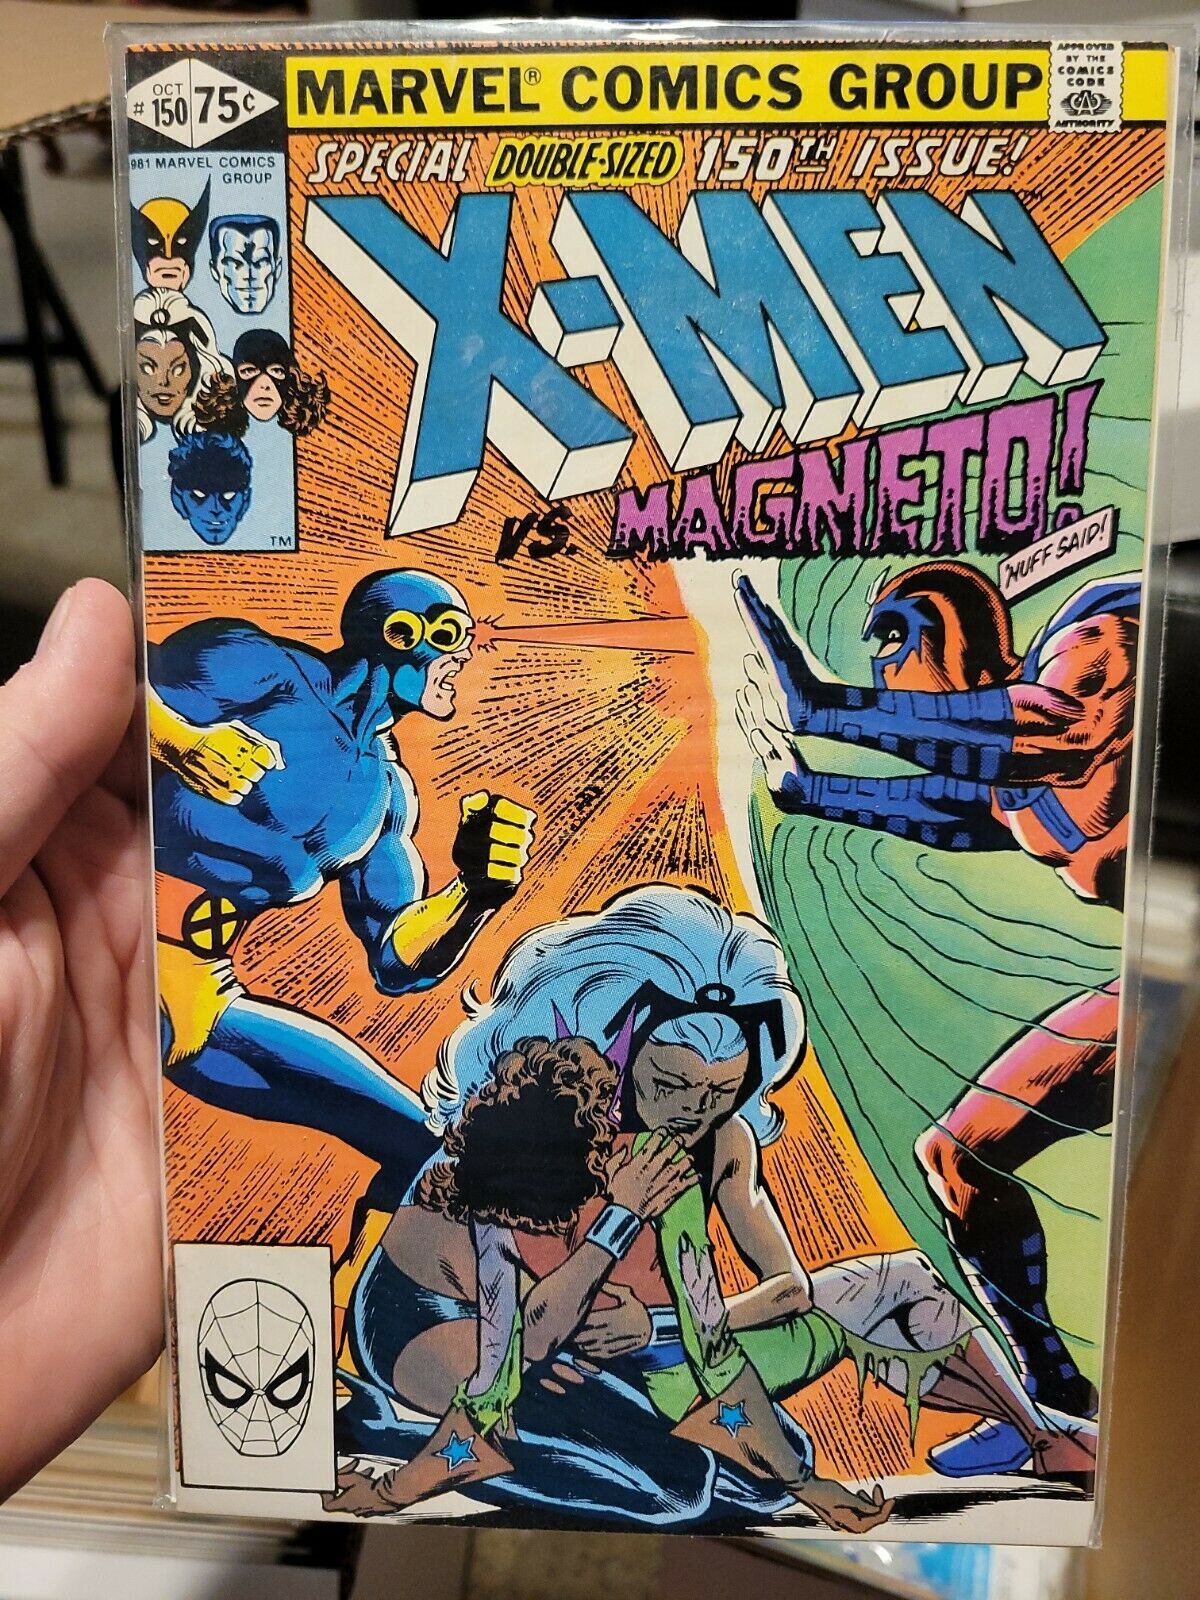 OCT
# 150 75¢
MARVEL® COMICS GROUP
APPROVED
BY THE
COMICS
CODE
CA
AUTHORITY
981 MARVEL COMICS
GROUP
SPECIAL DOUBLE-SIZED 150TH ISSUE!
X-MEN
VS. MAGNETO!
'NUFF SAID!
TM